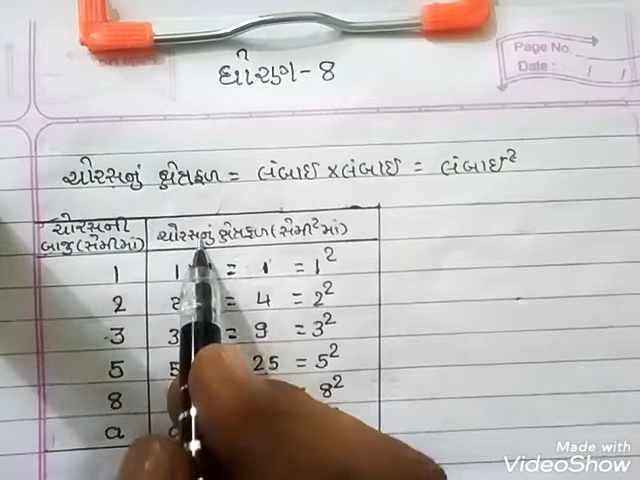 Page No.
Date : / /
ધોરણ-8
ચોરસનું ક્ષેત્રફળ = લંબાઈ × લંબાઈ = લંબાઈ²
ચોરસની બાજુ (સેમીમાં) ચોરસનું ક્ષેત્રફળ (સેમી²માં)
1 1 = 1 = 1²
2 2 = 4 = 2²
3 3 = 9 = 3²
5 5 25 = 5²
8 8²
a
Made with
VideoShow